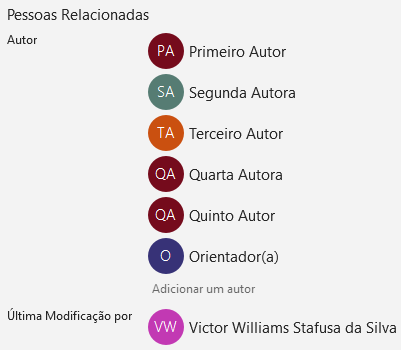 Pessoas Relacionadas
Autor
PA Primeiro Autor
SA Segunda Autora
TA Terceiro Autor
QA Quarta Autora
QA Quinto Autor
O Orientador(a)
Adicionar um autor
Última Modificação por
VW Victor Williams Stafusa da Silva